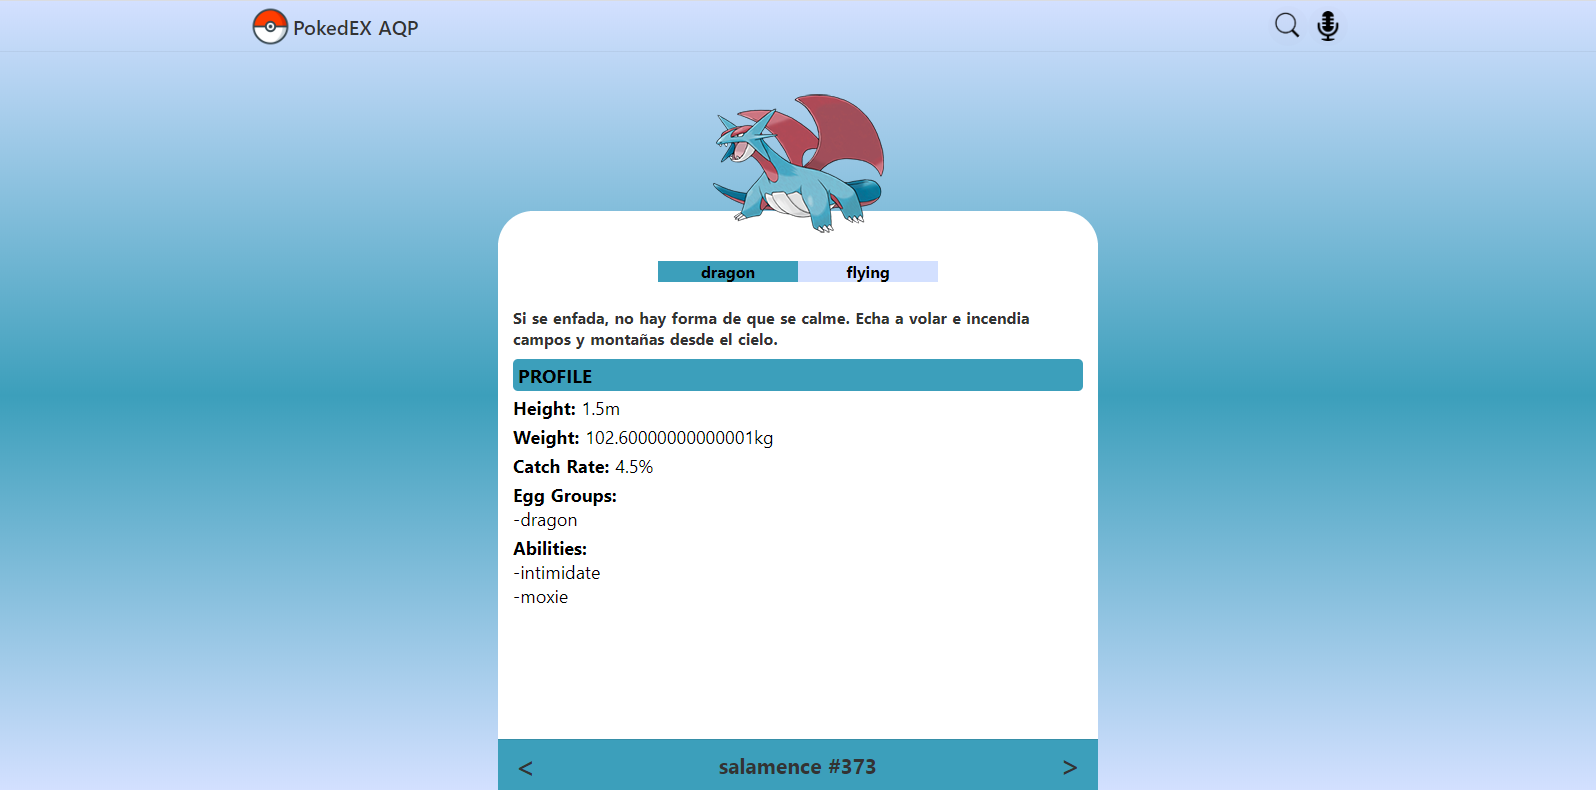 PokedEX AQP
dragon
flying
Si se enfada, no hay forma de que se calme. Echa a volar e incendia
campos y montañas desde el cielo.
PROFILE
Height: 1.5m
Weight: 102.60000000000001kg
Catch Rate: 4.5%
Egg Groups:
-dragon
Abilities:
-intimidate
-moxie
< salamence #373 >